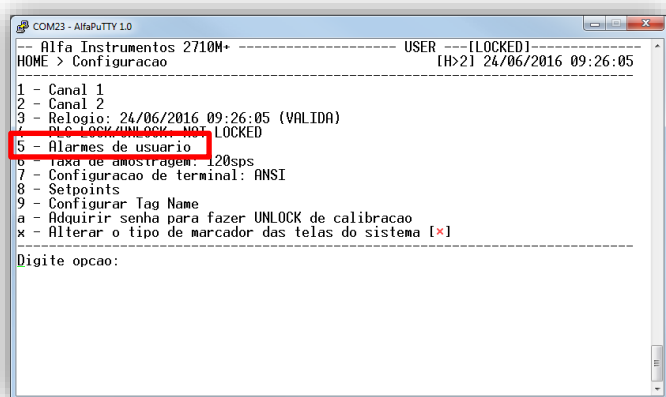 COM23 - AlfaPuTTY 1.0
-- Alfa Instrumentos 2710M+ ------------------- USER ---[LOCKED]-------------
HOME > Configuracao [H>2] 24/06/2016 09:26:05
1 - Canal 1
2 - Canal 2
3 - Relogio: 24/06/2016 09:26:05 (VALIDA)
4 - PLC LOCK/UNLOCK: NOT LOCKED
5 - Alarmes de usuario
6 - Taxa de amostragem: 120sps
7 - Configuracao de terminal: ANSI
8 - Setpoints
9 - Configurar Tag Name
a - Adquirir senha para fazer UNLOCK de calibracao
x - Alterar o tipo de marcador das telas do sistema [×]
Digite opcao: